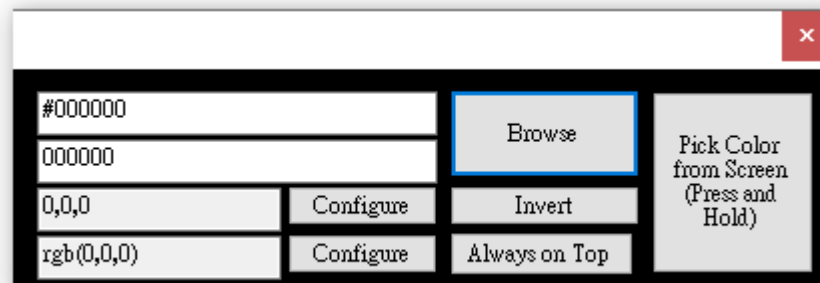 #000000
000000
0,0,0
Configure
rgb(0,0,0)
Configure
Browse
Invert
Always on Top
Pick Color
from Screen
(Press and
Hold)